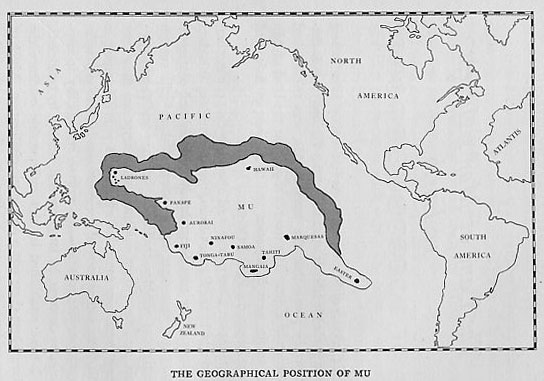 ASIA
NORTH
AMERICA
PACIFIC
ATLANTIS
LADRONES
HAWAII
PANAPE
MU
AURORAI
NINAFOU
MARQUESAS
FIJI
SAMOA
TONGA-TABU
TAHITI
SOUTH
AMERICA
MANGAIA
EASTER
AUSTRALIA
OCEAN
NEW
ZEALAND
THE GEOGRAPHICAL POSITION OF MU